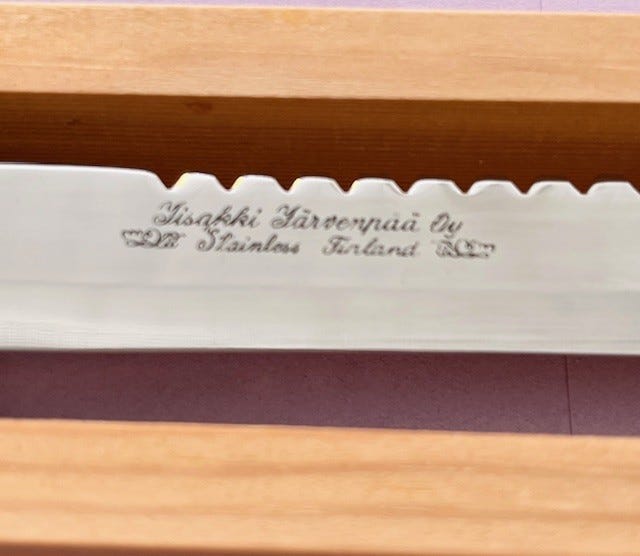 Iisakki Järvenpää Oy
Stainless Finland